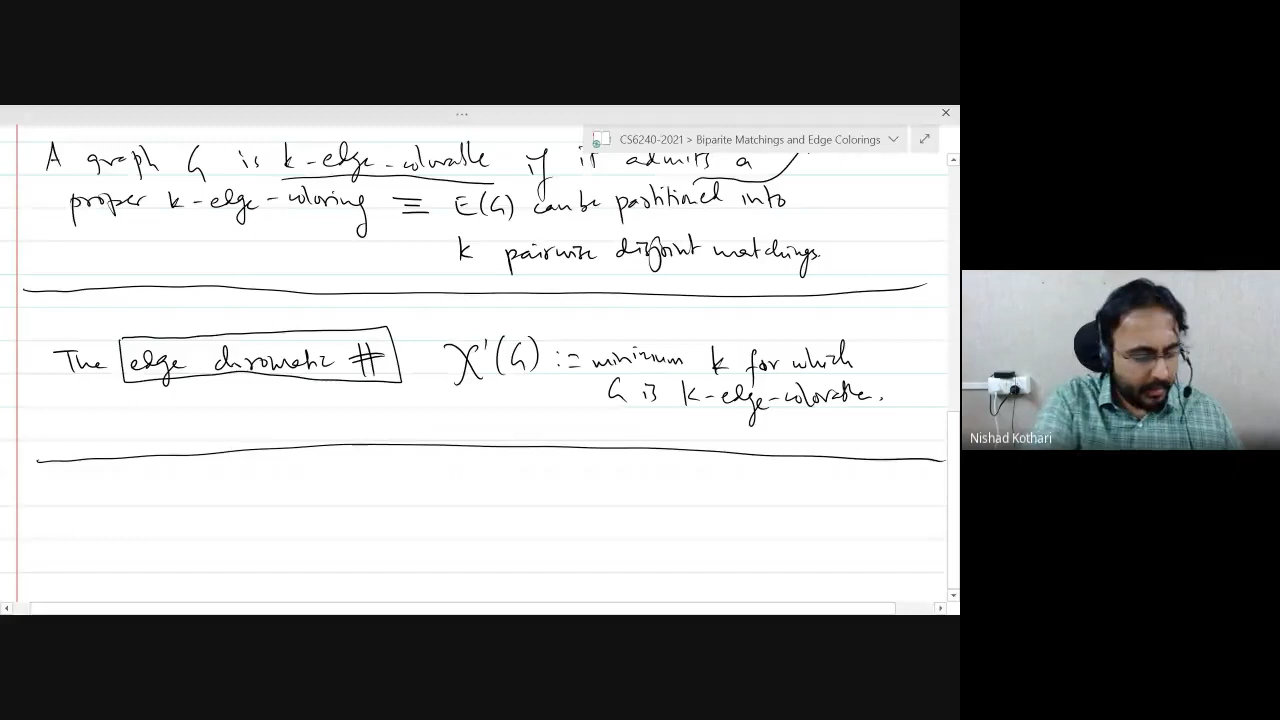 CS6240-2021 > Biparite Matchings and Edge Colorings
A graph G is k-edge-colorable if it admits a
proper k-edge-coloring ≡ E(G) can be partitioned into
k pairwise disjoint matchings.
The edge chromatic # χ'(G) := minimum k for which
G is k-edge-colorable.
Nishad Kothari